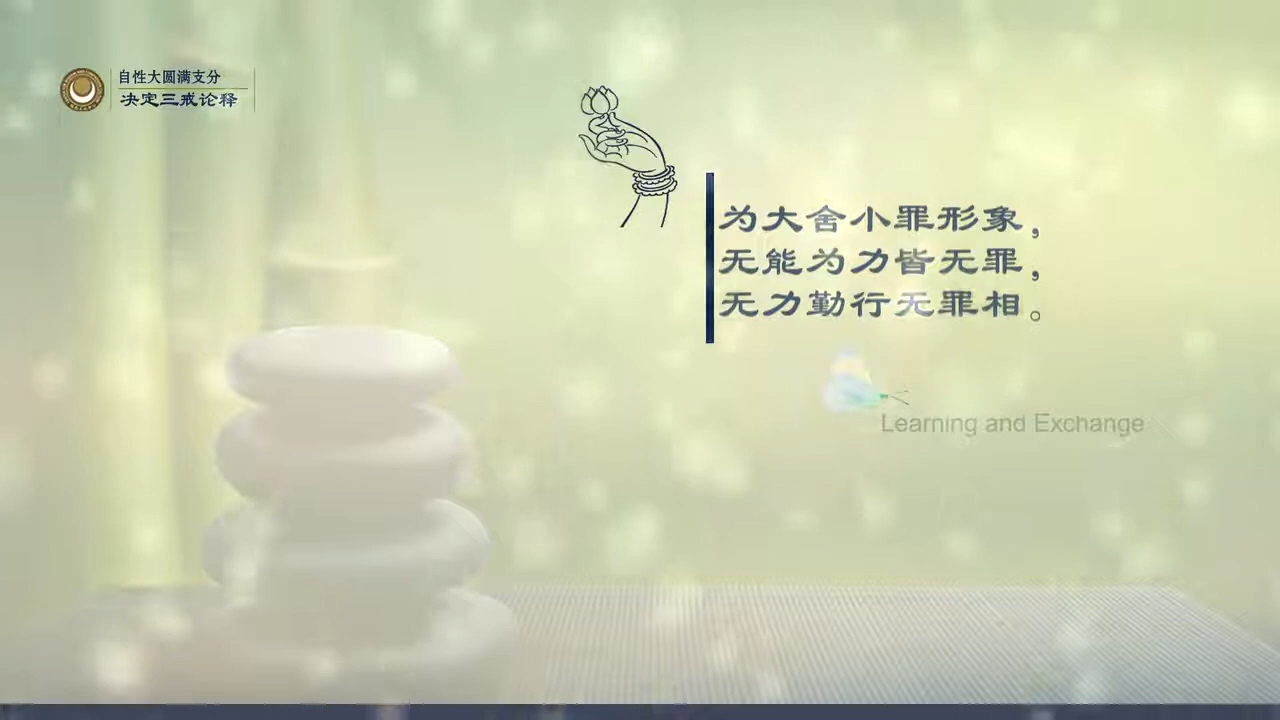 自性大圆满支分
决定三戒论释
为大舍小罪形象，
无能为力皆无罪，
无力勤行无罪相。
Learning and Exchange